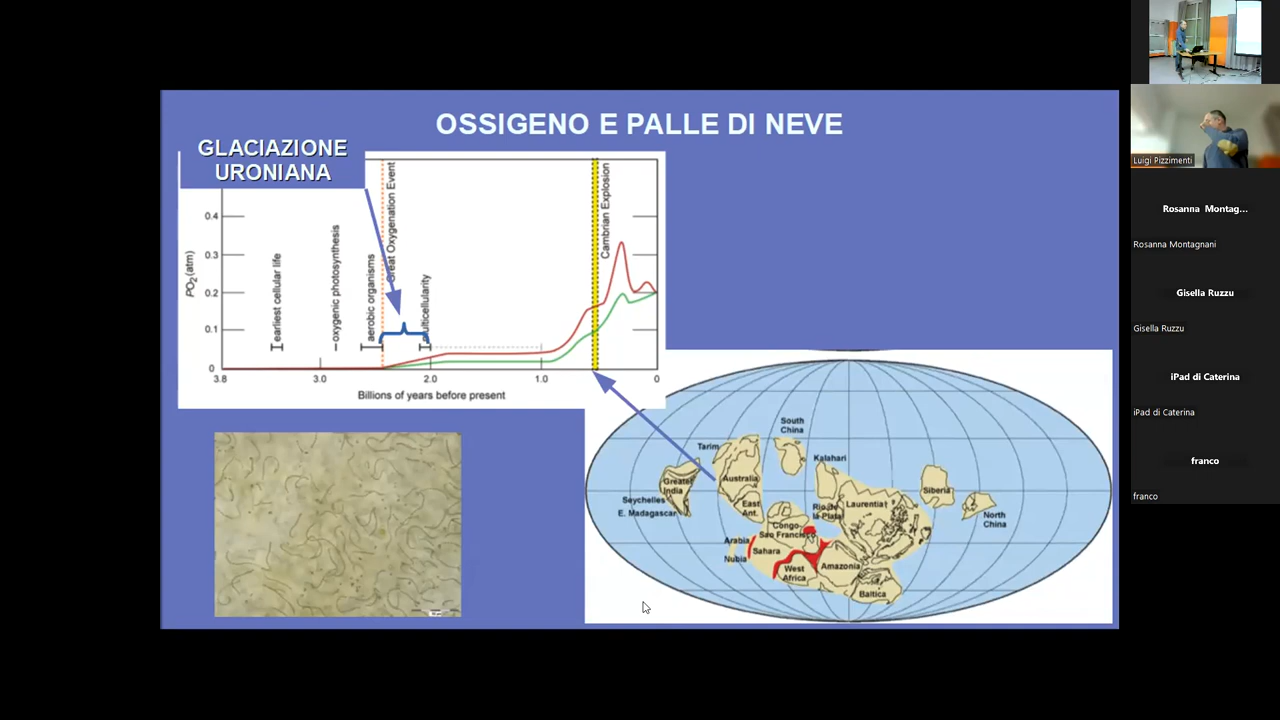 OSSIGENO E PALLE DI NEVE
GLACIAZIONE
URONIANA
0.4
0.3
0.2
0.1
0
PO2(atm)
earliest cellular life
oxygenic photosynthesis
aerobic organisms
Great Oxygenation Event
multicellularity
Cambrian Explosion
3.8
3.0
2.0
1.0
0
Billions of years before present
South
China
Tarim
Kalahari
Greater
India
Australia
Seychelles
E. Madagascar
East
Ant.
Rio de
la Plata
Laurentia
Siberia
North
China
Congo
Sao Francisco
Arabia
Nubia
Sahara
West
Africa
Amazonia
Baltica
Luigi Pizzimenti
Rosanna Montag...
Rosanna Montagnani
Gisella Ruzzu
Gisella Ruzzu
iPad di Caterina
iPad di Caterina
franco
franco